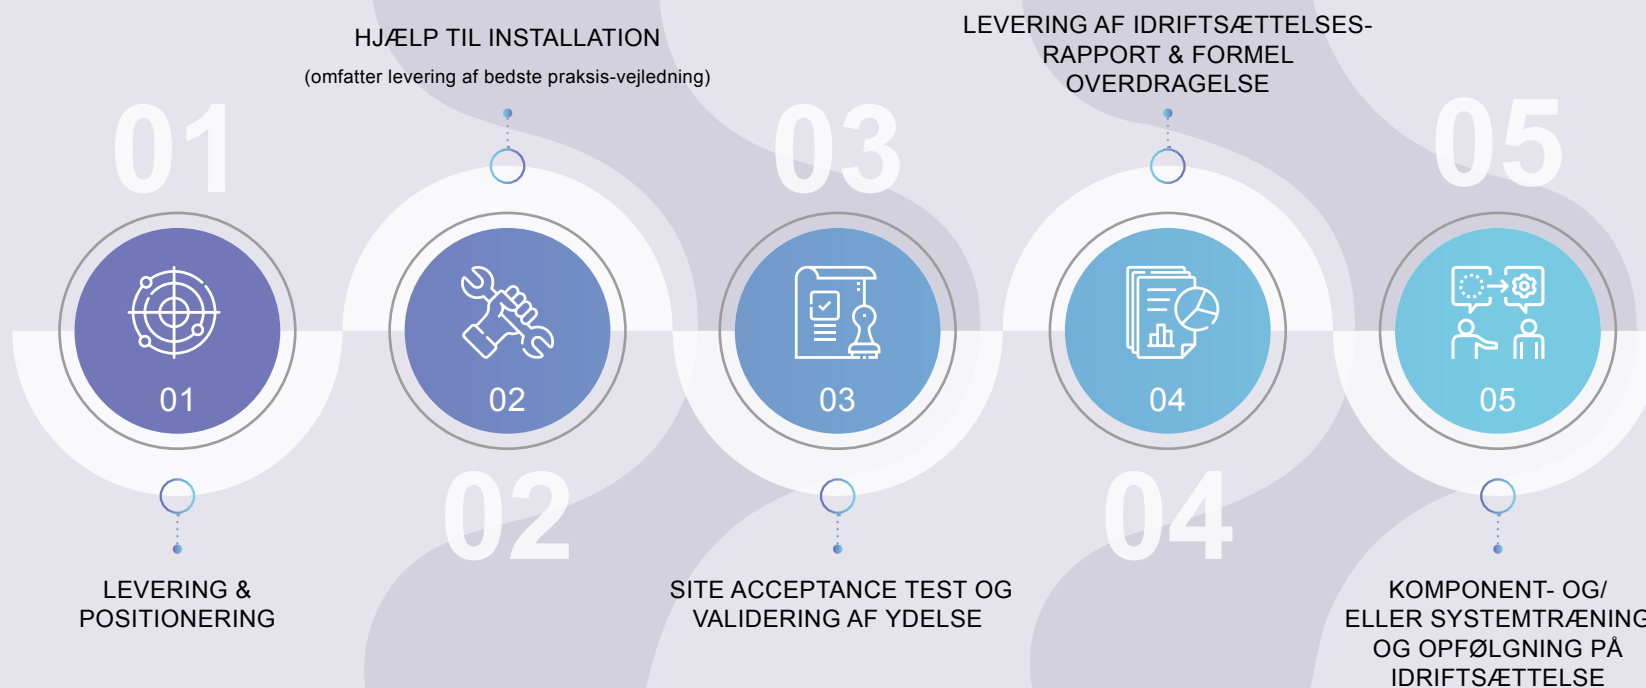 01
HJÆLP TIL INSTALLATION
(omfatter levering af bedste praksis-vejledning)
03
LEVERING AF IDRIFTSÆTTELSES-
RAPPORT & FORMEL
OVERDRAGELSE
05
01
02
03
04
05
LEVERING &
POSITIONERING
02
SITE ACCEPTANCE TEST OG
VALIDERING AF YDELSE
04
KOMPONENT- OG/
ELLER SYSTEMTRÆNING
OG OPFØLGNING PÅ
IDRIFTSÆTTELSE